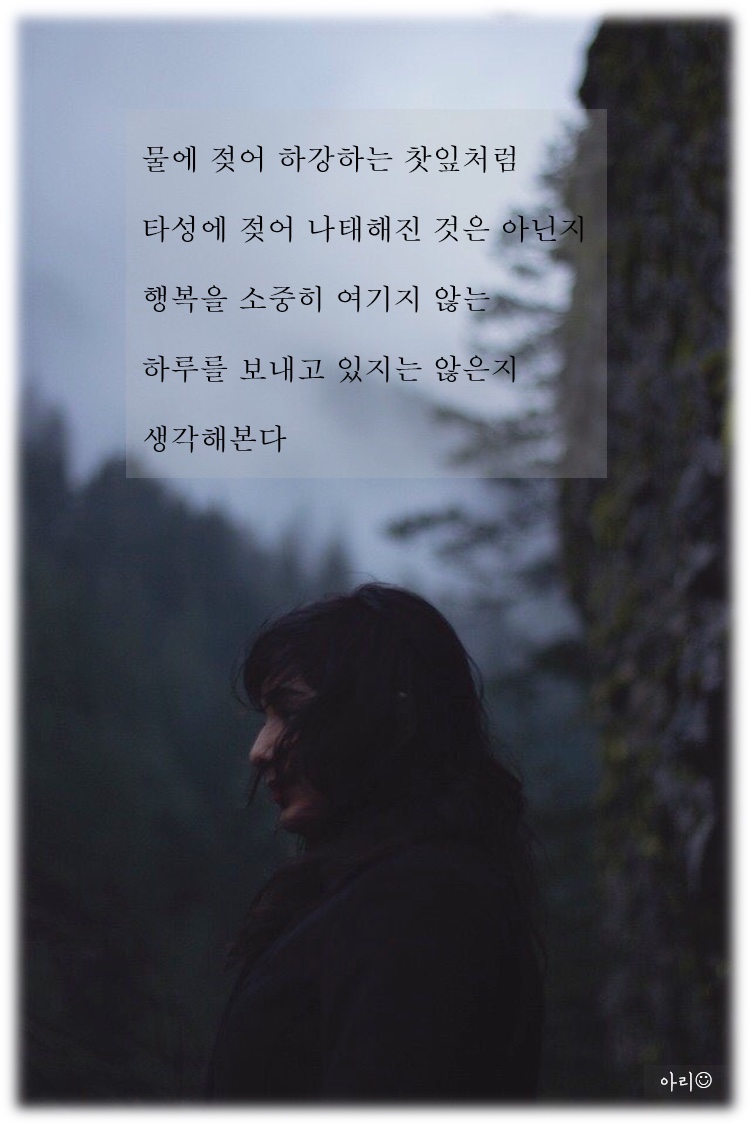 물에 젖어 하강하는 찻잎처럼
타성에 젖어 나태해진 것은 아닌지
행복을 소중히 여기지 않는
하루를 보내고 있지는 않은지
생각해본다
아리☺